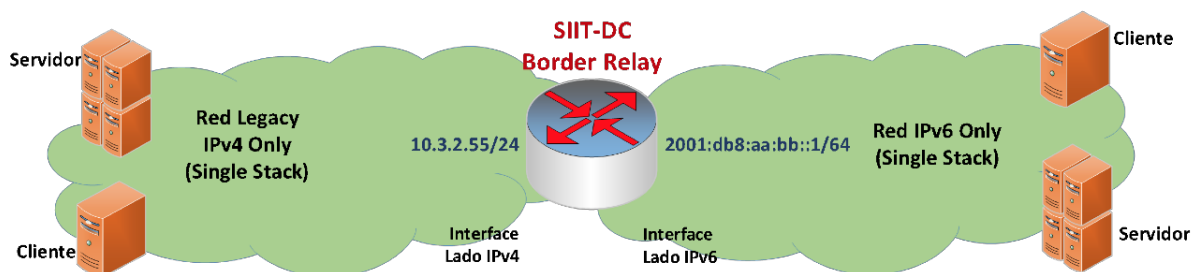 SIIT-DC
Border Relay
Servidor
Cliente
Red Legacy
IPv4 Only
(Single Stack)
10.3.2.55/24
2001:db8:aa:bb::1/64
Red IPv6 Only
(Single Stack)
Cliente
Interface
Lado IPv4
Interface
Lado IPv6
Servidor